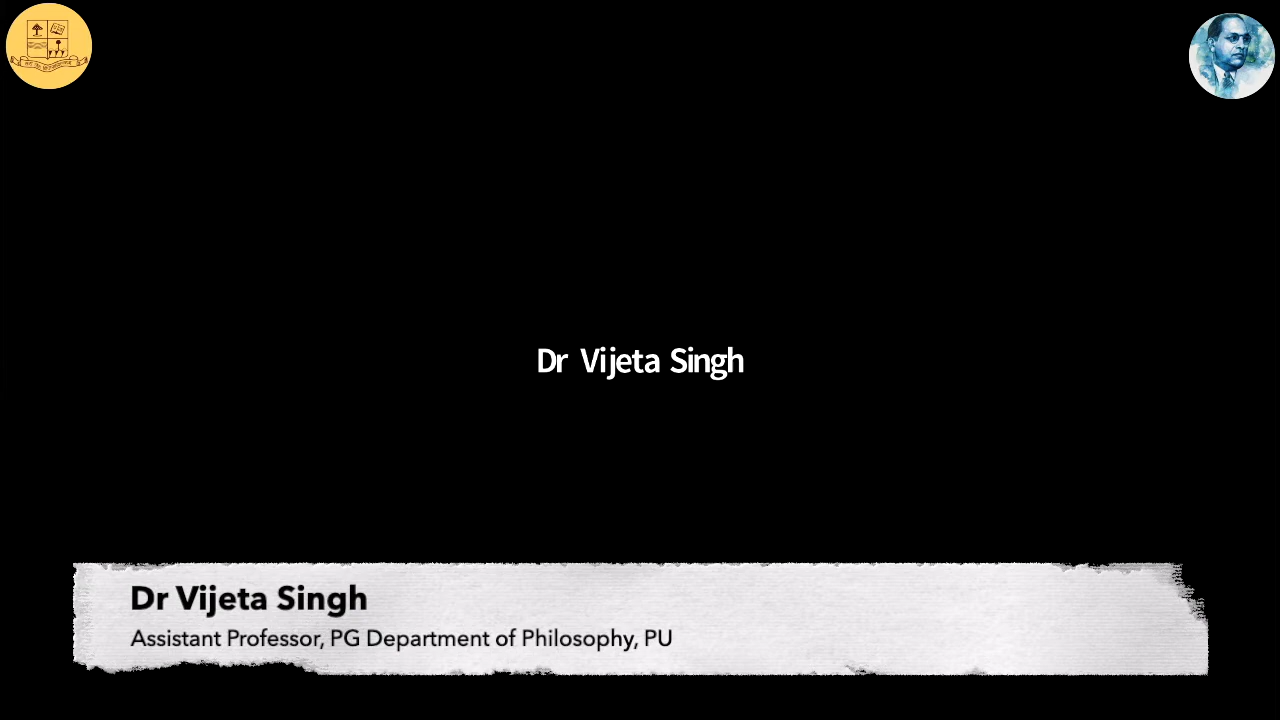 Dr Vijeta Singh
Dr Vijeta Singh
Assistant Professor, PG Department of Philosophy, PU